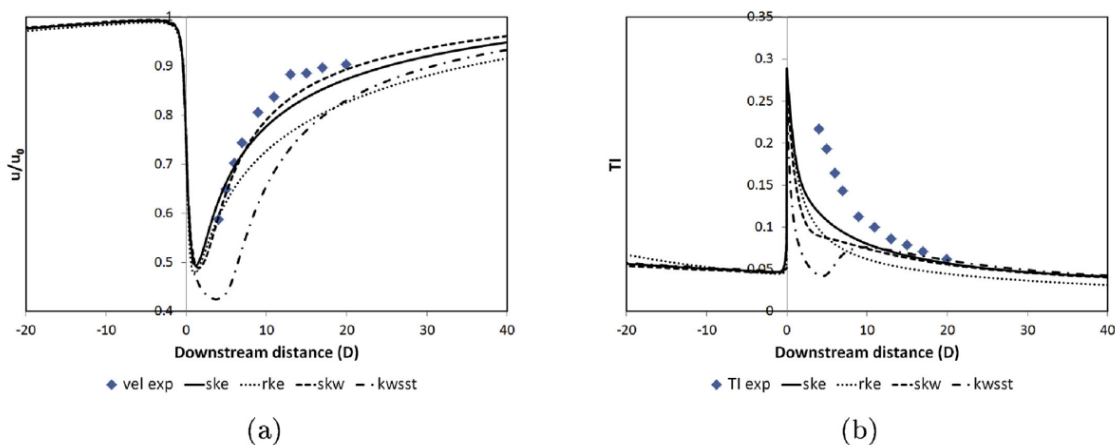 1
0.9
0.8
0.7
0.6
0.5
0.4
u/u₀
-20 -10 0 10 20 30 40
Downstream distance (D)
vel exp ske rke skw kwsst
(a)
0.35
0.3
0.25
0.2
0.15
0.1
0.05
0
TI
-20 -10 0 10 20 30 40
Downstream distance (D)
TI exp ske rke skw kwsst
(b)